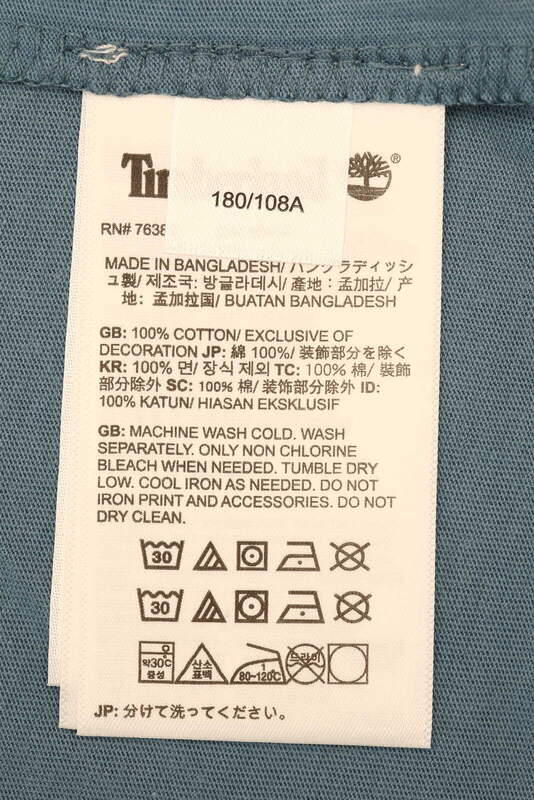 180/108A
®
RN# 7638
MADE IN BANGLADESH/ バングラディッシ
ュ製/ 제조국: 방글라데시/ 產地：孟加拉/ 产
地：孟加拉国/ BUATAN BANGLADESH
GB: 100% COTTON/ EXCLUSIVE OF
DECORATION JP: 綿 100%/ 装飾部分を除く
KR: 100% 면/ 장식 제외 TC: 100% 棉/ 裝飾
部分除外 SC: 100% 棉/ 装饰部分除外 ID:
100% KATUN/ HIASAN EKSKLUSIF
GB: MACHINE WASH COLD. WASH
SEPARATELY. ONLY NON CHLORINE
BLEACH WHEN NEEDED. TUMBLE DRY
LOW. COOL IRON AS NEEDED. DO NOT
IRON PRINT AND ACCESSORIES. DO NOT
DRY CLEAN.
30
30
약30℃ 산소 1 드라이
중성 표백 80~120℃
JP: 分けて洗ってください。